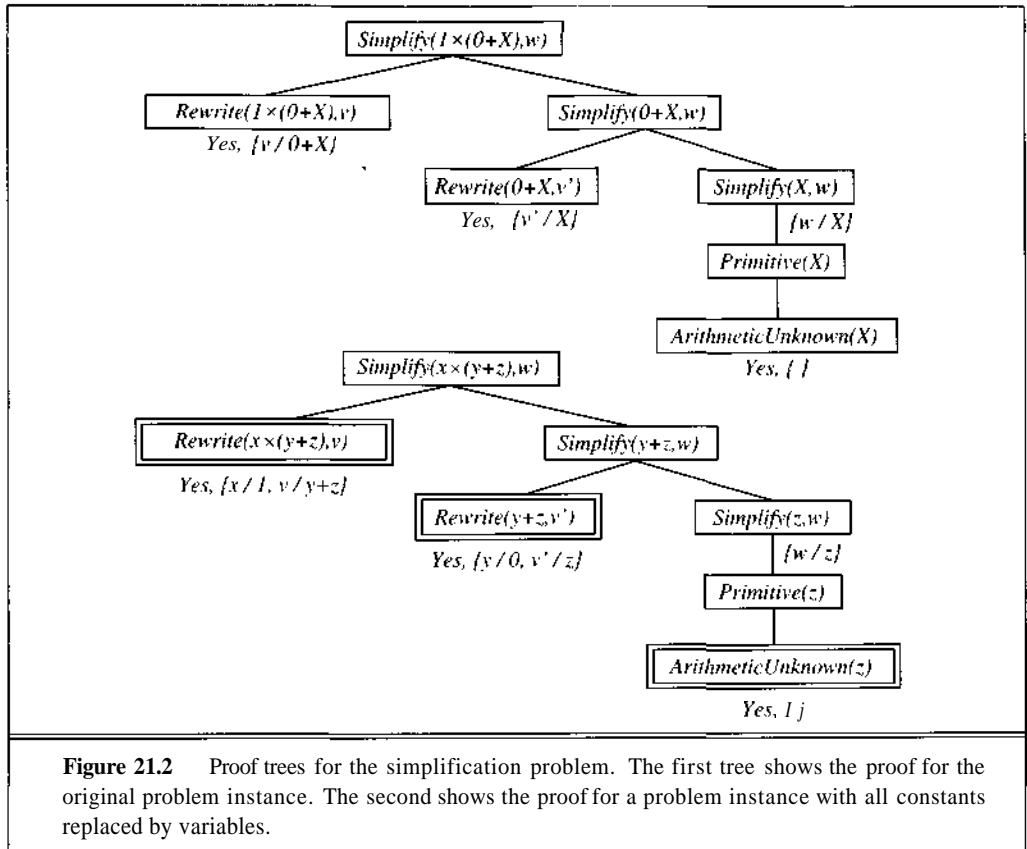 Simplify(1×(0+X),w)
Rewrite(1×(0+X),v)
Simplify(0+X,w)
Yes, {v / 0+X}
Rewrite(0+X,v')
Simplify(X,w)
Yes, {v' / X}
{w / X}
Primitive(X)
ArithmeticUnknown(X)
Yes, { }
Simplify(x×(y+z),w)
Rewrite(x×(y+z),v)
Simplify(y+z,w)
Yes, {x / 1, v / y+z}
Rewrite(y+z,v')
Simplify(z,w)
Yes, {y / 0, v' / z}
{w / z}
Primitive(z)
ArithmeticUnknown(z)
Yes, I j
Figure 21.2 Proof trees for the simplification problem. The first tree shows the proof for the
original problem instance. The second shows the proof for a problem instance with all constants
replaced by variables.